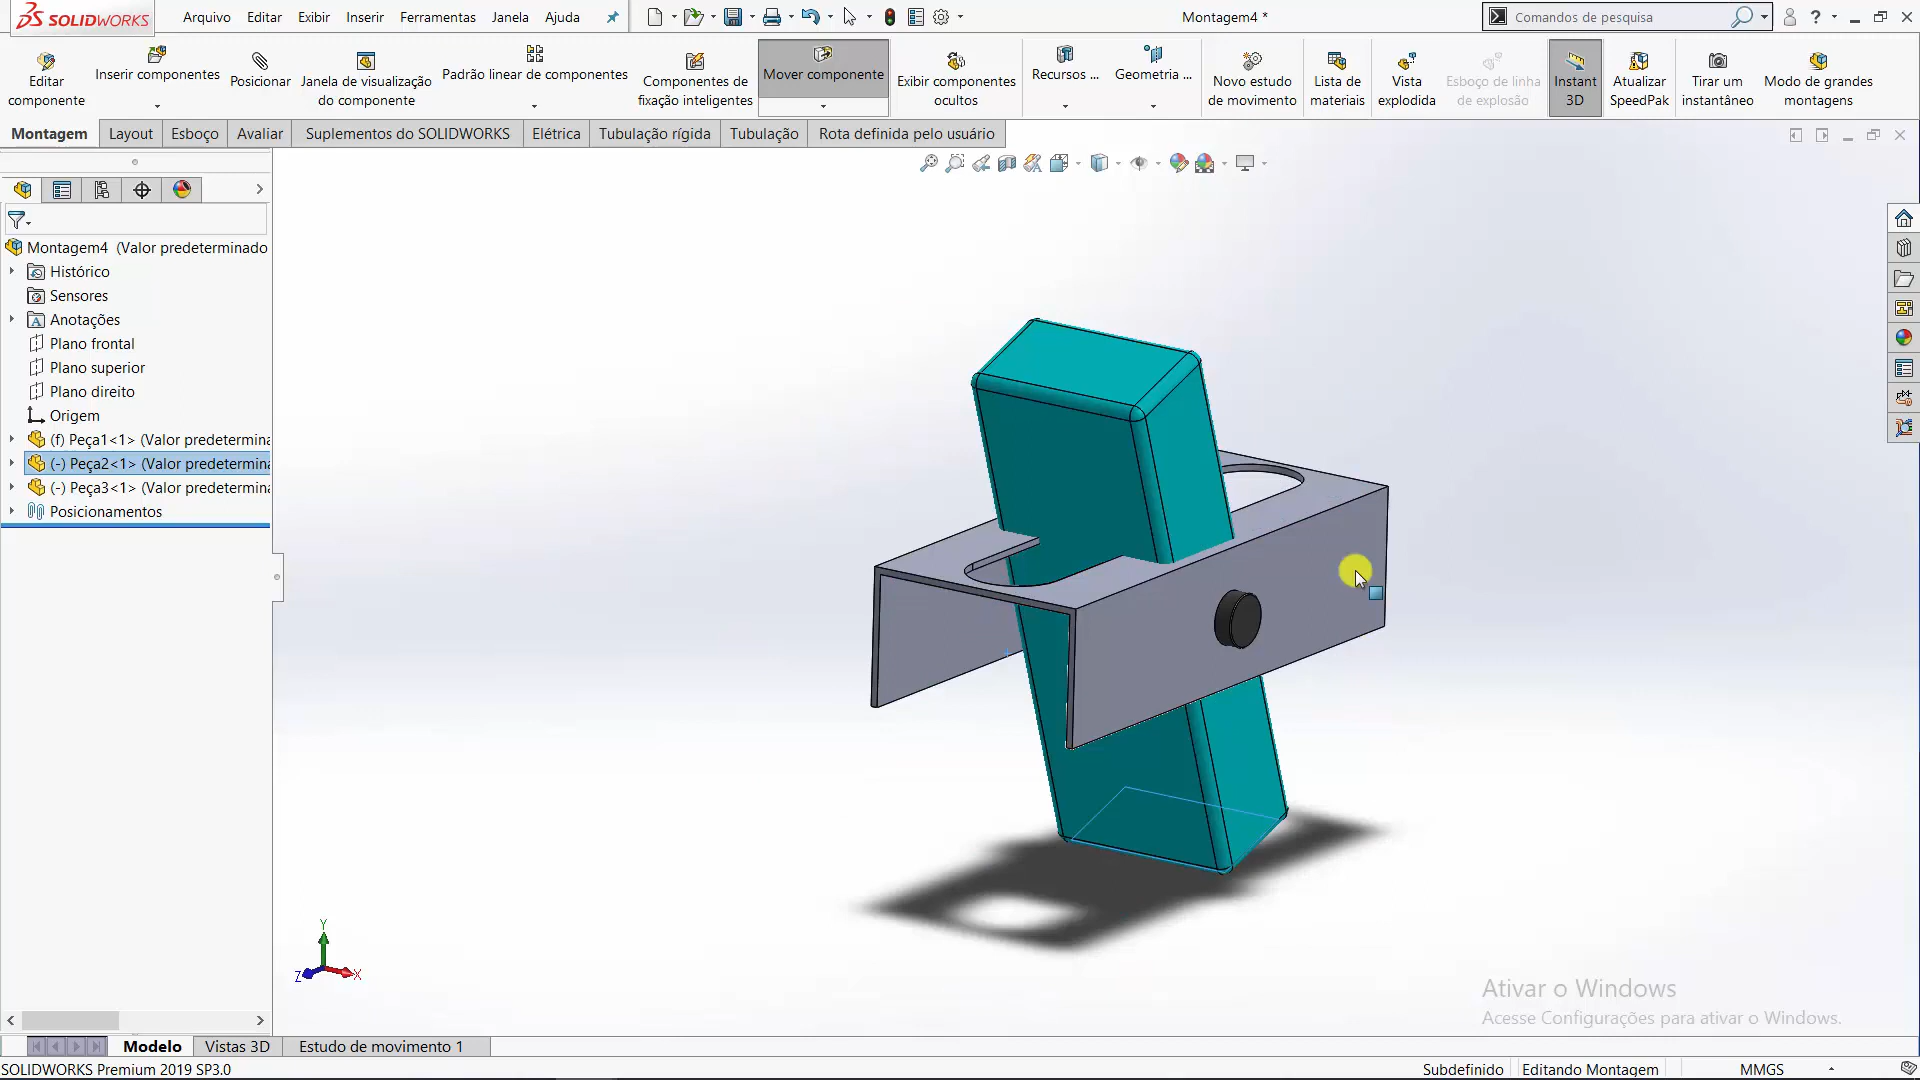 SOLIDWORKS
Arquivo Editar Exibir Inserir Ferramentas Janela Ajuda
Montagem4 *
Comandos de pesquisa
?
Editar
componente
Inserir componentes
Posicionar
Janela de visualização
do componente
Padrão linear de componentes
Componentes de
fixação inteligentes
Mover componente
Exibir componentes
ocultos
Recursos ...
Geometria ...
Novo estudo
de movimento
Lista de
materiais
Vista
explodida
Esboço de linha
de explosão
Instant
3D
Atualizar
SpeedPak
Tirar um
instantâneo
Modo de grandes
montagens
Montagem Layout Esboço Avaliar Suplementos do SOLIDWORKS Elétrica Tubulação rígida Tubulação Rota definida pelo usuário
Montagem4 (Valor predeterminado
Histórico
Sensores
Anotações
Plano frontal
Plano superior
Plano direito
Origem
(f) Peça1<1> (Valor predetermina
(-) Peça2<1> (Valor predetermina
(-) Peça3<1> (Valor predetermina
Posicionamentos
Y
Z
X
Ativar o Windows
Acesse Configurações para ativar o Windows.
Modelo Vistas 3D Estudo de movimento 1
SOLIDWORKS Premium 2019 SP3.0
Subdefinido Editando Montagem MMGS